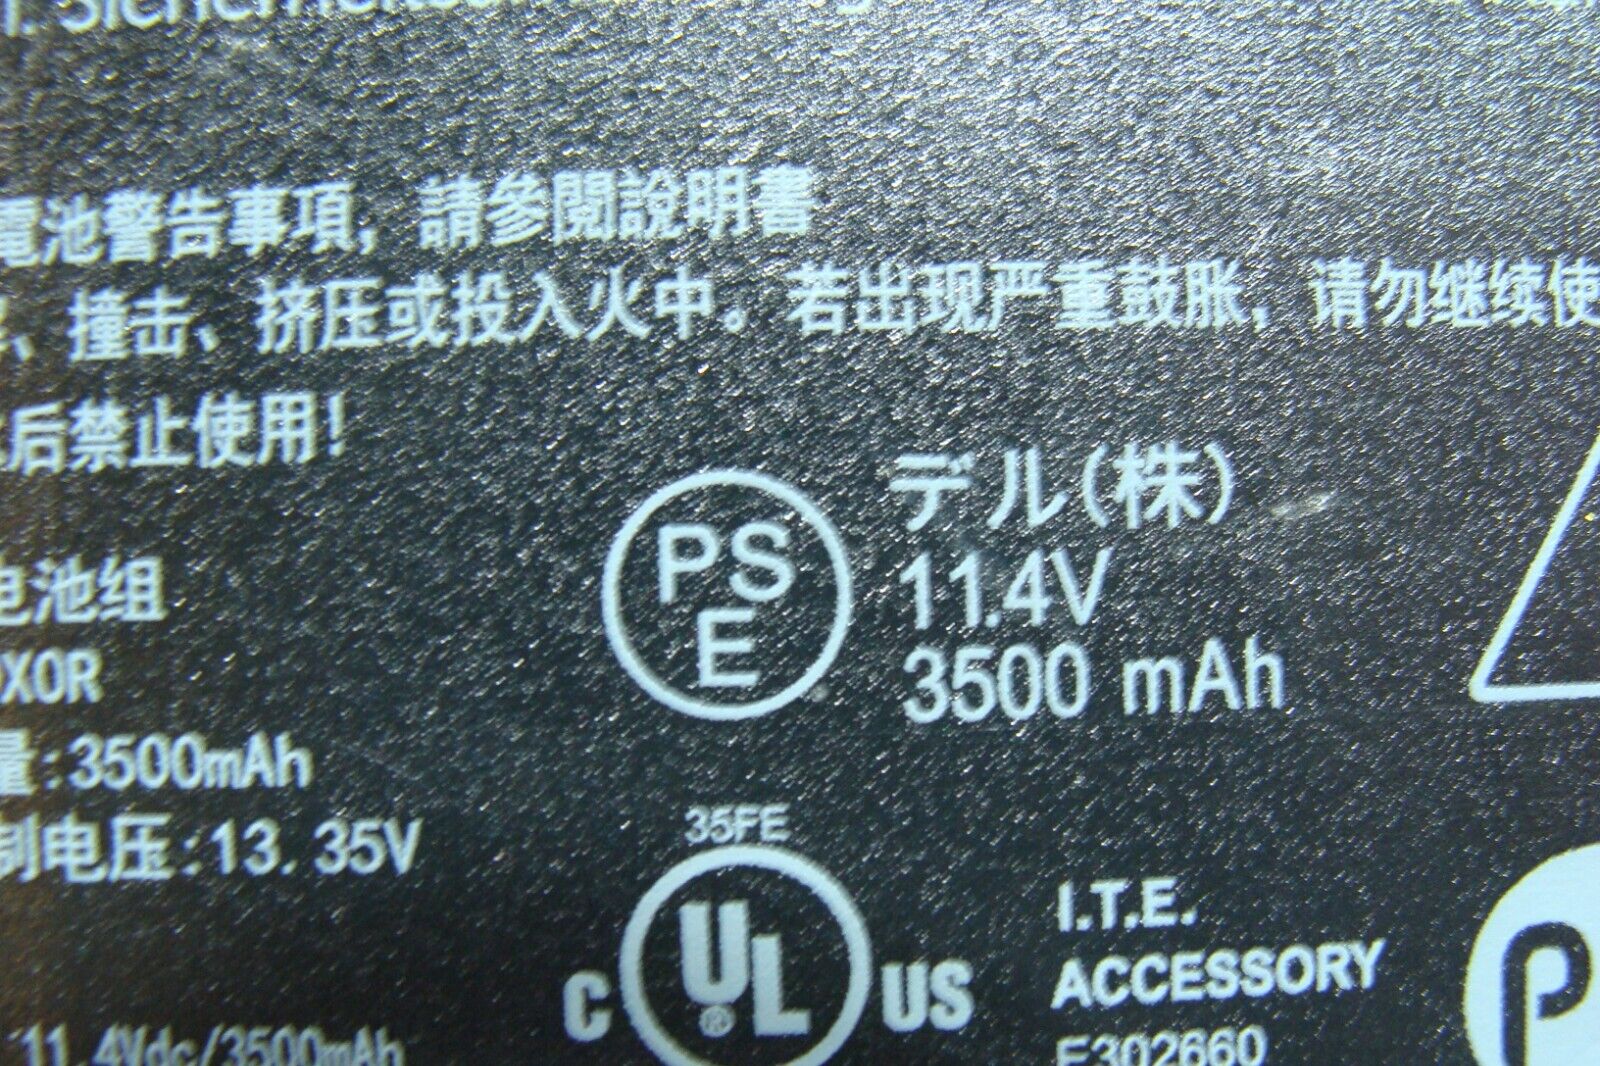 電池警告事項，請參閱說明書
、撞击、挤压或投入火中。若出现严重鼓胀，请勿继续使
后禁止使用！
电池组
X0R
量:3500mAh
制电压:13.35V
11.4Vdc/3500mAh
PS
E
デル(株)
11.4V
3500 mAh
35FE
C UL® US
I.T.E.
ACCESSORY
E302660